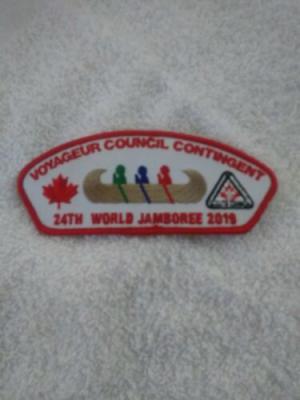 VOYAGEUR COUNCIL CONTINGENT
24TH WORLD JAMBOREE 2019